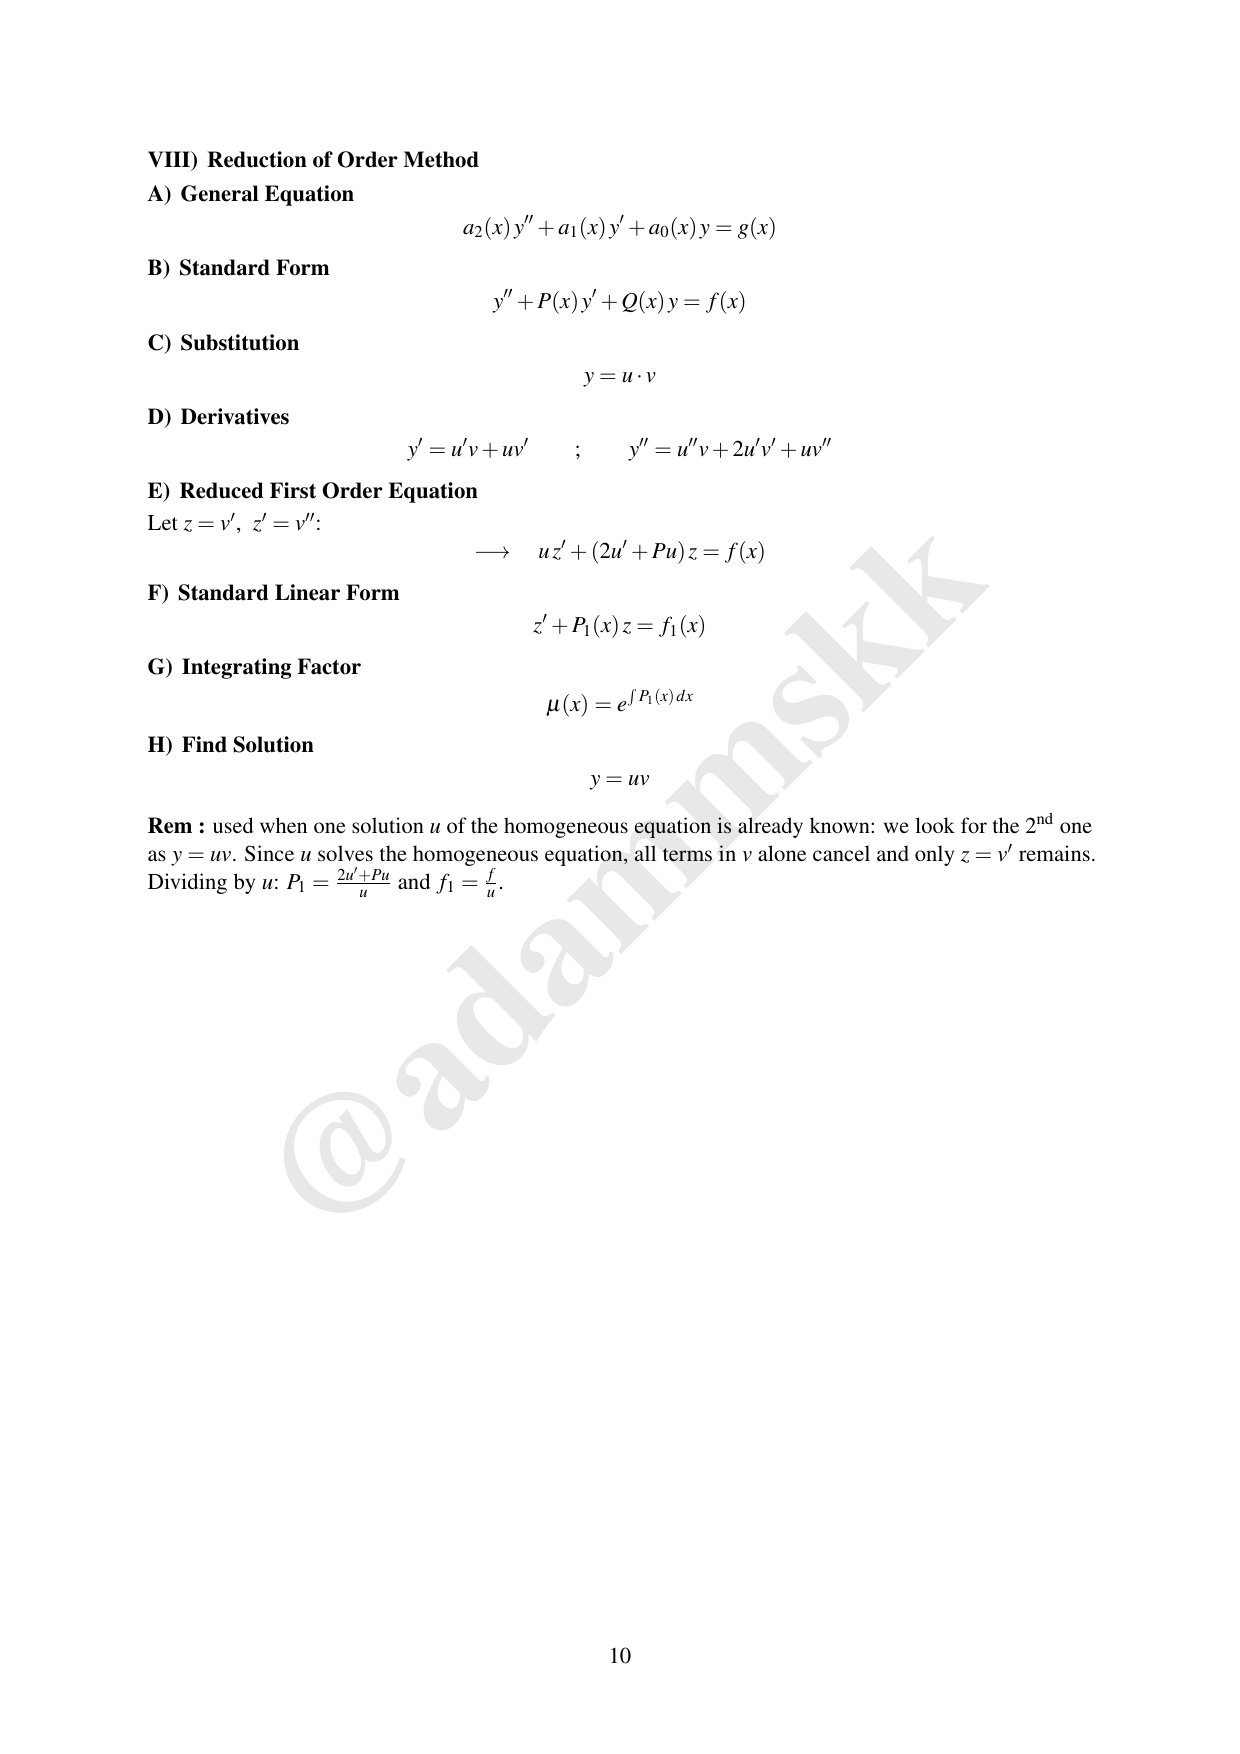 VIII) Reduction of Order Method
A) General Equation
a₂(x) y″ + a₁(x) y′ + a₀(x) y = g(x)
B) Standard Form
y″ + P(x) y′ + Q(x) y = f(x)
C) Substitution
y = u · v
D) Derivatives
y′ = u′v + uv′ ; y″ = u″v + 2u′v′ + uv″
E) Reduced First Order Equation
Let z = v′, z′ = v″:
⟶ u z′ + (2u′ + Pu) z = f(x)
F) Standard Linear Form
z′ + P₁(x) z = f₁(x)
G) Integrating Factor
μ(x) = e^{∫ P₁(x) dx}
H) Find Solution
y = uv
Rem : used when one solution u of the homogeneous equation is already known: we look for the 2nd one
as y = uv. Since u solves the homogeneous equation, all terms in v alone cancel and only z = v′ remains.
Dividing by u: P₁ = (2u′+Pu)/u and f₁ = f/u.
@adammskk
10